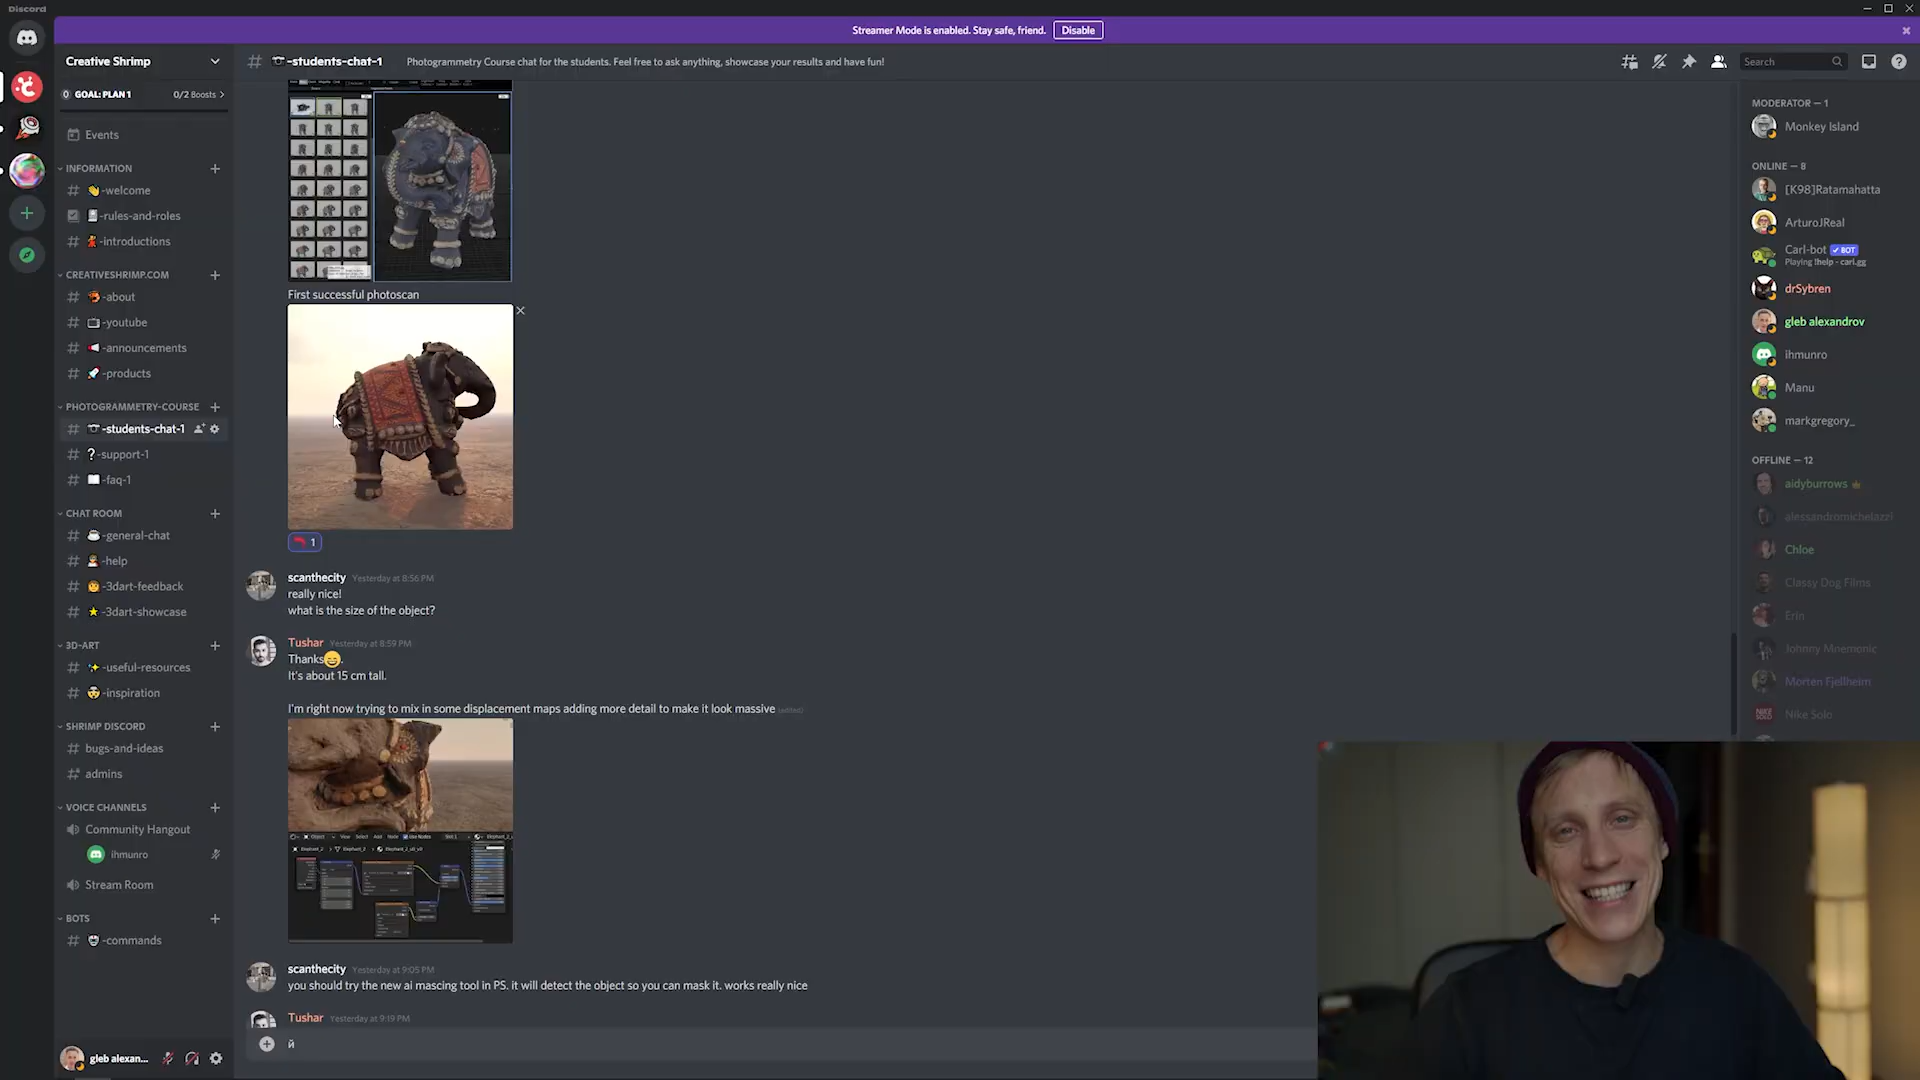 Discord
Streamer Mode is enabled. Stay safe, friend.
Disable
Creative Shrimp
GOAL: PLAN 1
0/2 Boosts
Events
INFORMATION
-welcome
-rules-and-roles
-introductions
CREATIVESHRIMP.COM
-about
-youtube
-announcements
-products
PHOTOGRAMMETRY-COURSE
-students-chat-1
-support-1
-faq-1
CHAT ROOM
-general-chat
-help
-3dart-feedback
-3dart-showcase
3D-ART
-useful-resources
-inspiration
SHRIMP DISCORD
bugs-and-ideas
admins
VOICE CHANNELS
Community Hangout
ihmunro
Stream Room
BOTS
-commands
gleb alexan...
-students-chat-1
Photogrammetry Course chat for the students. Feel free to ask anything, showcase your results and have fun!
Search
First successful photoscan
1
scanthecity Yesterday at 8:56 PM
really nice!
what is the size of the object?
Tushar Yesterday at 8:59 PM
Thanks😄.
It's about 15 cm tall.
I'm right now trying to mix in some displacement maps adding more detail to make it look massive (edited)
scanthecity Yesterday at 9:05 PM
you should try the new ai mascing tool in PS. it will detect the object so you can mask it. works really nice
Tushar Yesterday at 9:19 PM
й
MODERATOR — 1
Monkey Island
ONLINE — 8
[K98]Ratamahatta
ArturoJReal
Carl-bot ✓ BOT
Playing !help - carl.gg
drSybren
gleb alexandrov
ihmunro
Manu
markgregory_
OFFLINE — 12
aidyburrows
alessandromichelazzi
Chloe
Classy Dog Films
Erin
Johnny Mnemonic
Morten Fjellheim
Nike Solo